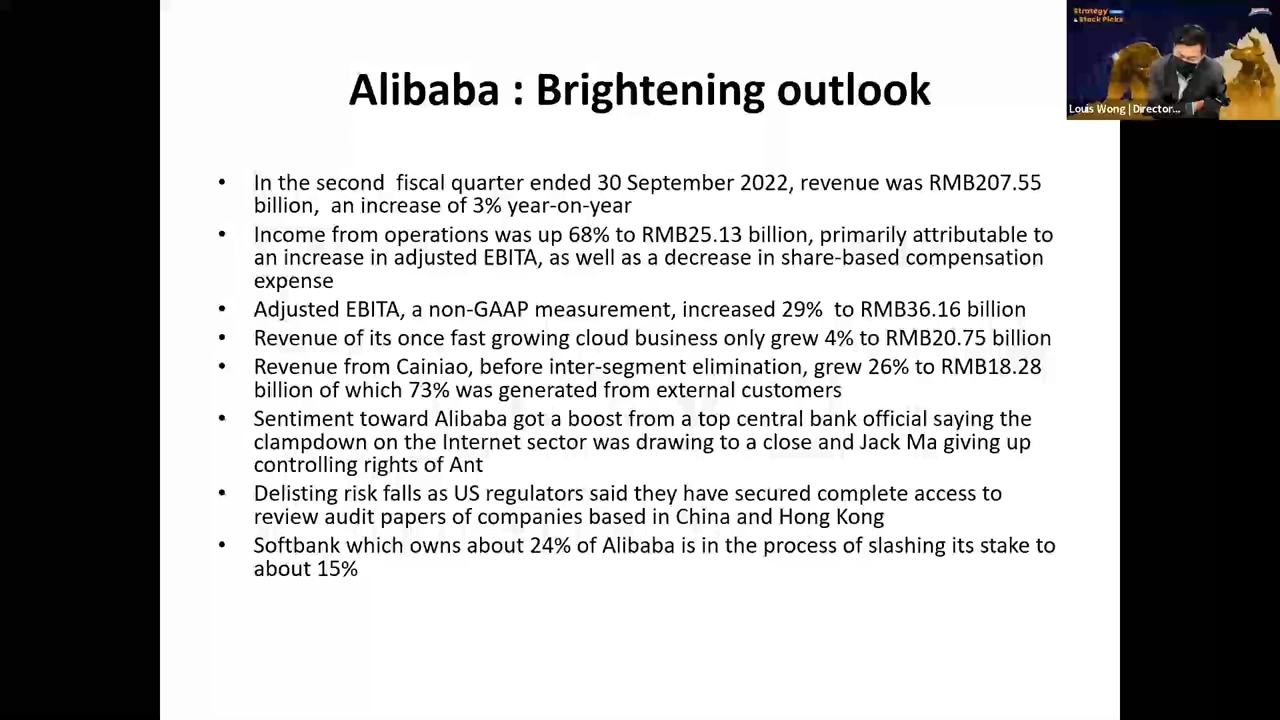 Alibaba : Brightening outlook
Strategy
& Stock Picks
Louis Wong | Director...
• In the second  fiscal quarter ended 30 September 2022, revenue was RMB207.55
billion,  an increase of 3% year-on-year
• Income from operations was up 68% to RMB25.13 billion, primarily attributable to
an increase in adjusted EBITA, as well as a decrease in share-based compensation
expense
• Adjusted EBITA, a non-GAAP measurement, increased 29%  to RMB36.16 billion
• Revenue of its once fast growing cloud business only grew 4% to RMB20.75 billion
• Revenue from Cainiao, before inter-segment elimination, grew 26% to RMB18.28
billion of which 73% was generated from external customers
• Sentiment toward Alibaba got a boost from a top central bank official saying the
clampdown on the Internet sector was drawing to a close and Jack Ma giving up
controlling rights of Ant
• Delisting risk falls as US regulators said they have secured complete access to
review audit papers of companies based in China and Hong Kong
• Softbank which owns about 24% of Alibaba is in the process of slashing its stake to
about 15%